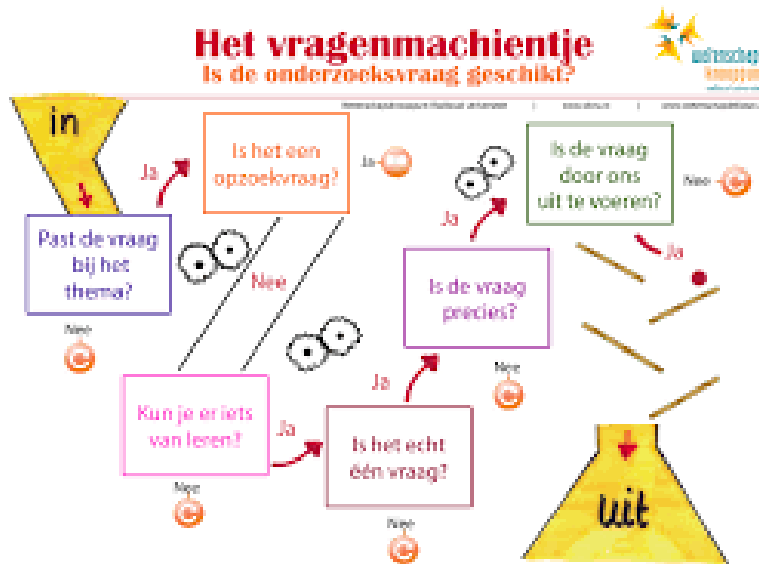 Het vragenmachientje
Is de onderzoeksvraag geschikt?
in
Ja
Past de vraag
bij het
thema?
Nee
Is het een
opzoekvraag?
Ja
Nee
Kun je er iets
van leren?
Nee
Ja
Is het echt
één vraag?
Nee
Ja
Is de vraag
precies?
Nee
Ja
Is de vraag
door ons
uit te voeren?
Nee
Ja
uit